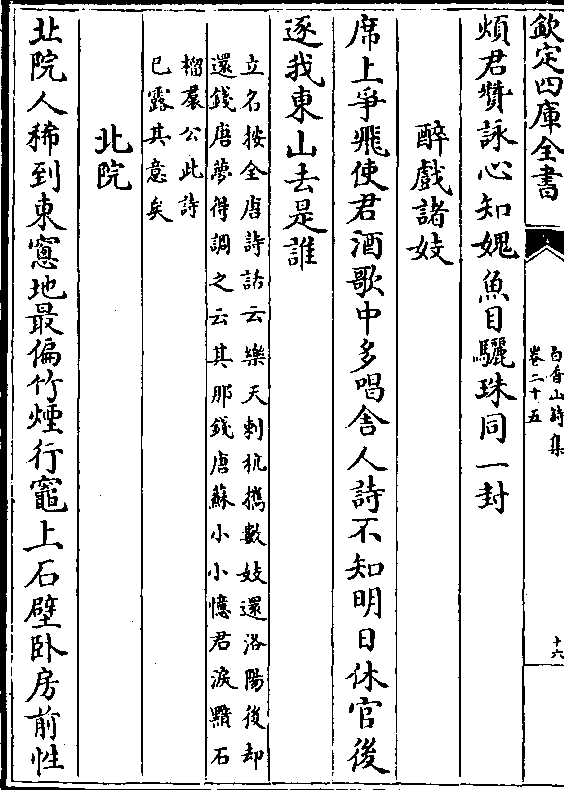 欽定四庫全書
白香山詩集
卷二十五
十六
煩君贊詠心知媿魚目驪珠同一封
醉戲諸妓
席上爭飛使君酒歌中多唱舍人詩不知明日休官後
逐我東山去是誰
立名按全唐詩話云樂天刺杭攜數妓還洛陽後却
還錢唐夢得調之云其那錢唐蘇小小憶君淚黦石
榴裠公此詩
已露其意矣
北院
北院人稀到東窻地最偏竹煙行竈上石壁卧房前性